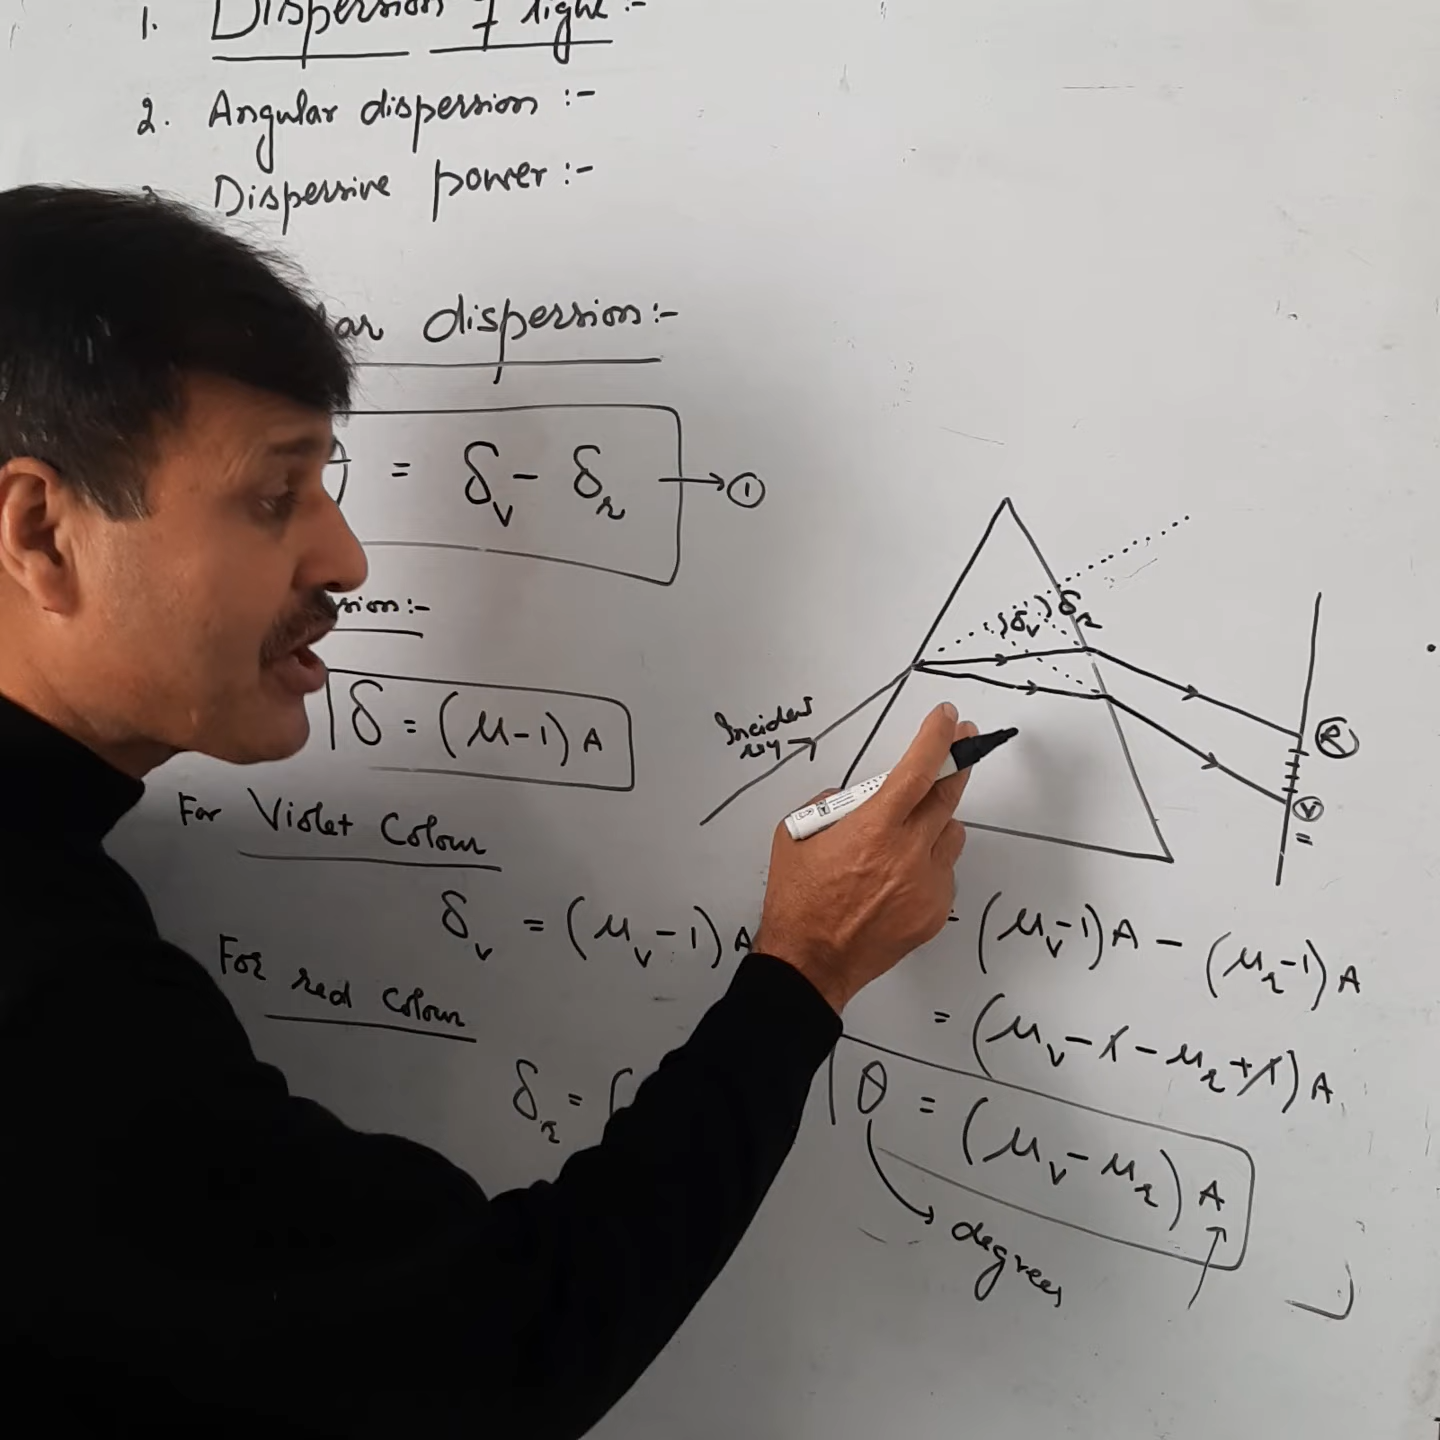 1. Dispersion of light :-
2. Angular dispersion :-
Dispersive power :-
lar dispersion :-
= δv - δr → ①
sion :-
δ = (μ-1) A
Incident
ray
δv δr
R
V
=
For Violet Colour
δv = (μv-1) A
For red Colour
δr = (
= (μv-1) A - (μr-1) A
= (μv - 1 - μr + 1) A
θ = (μv - μr) A
degrees